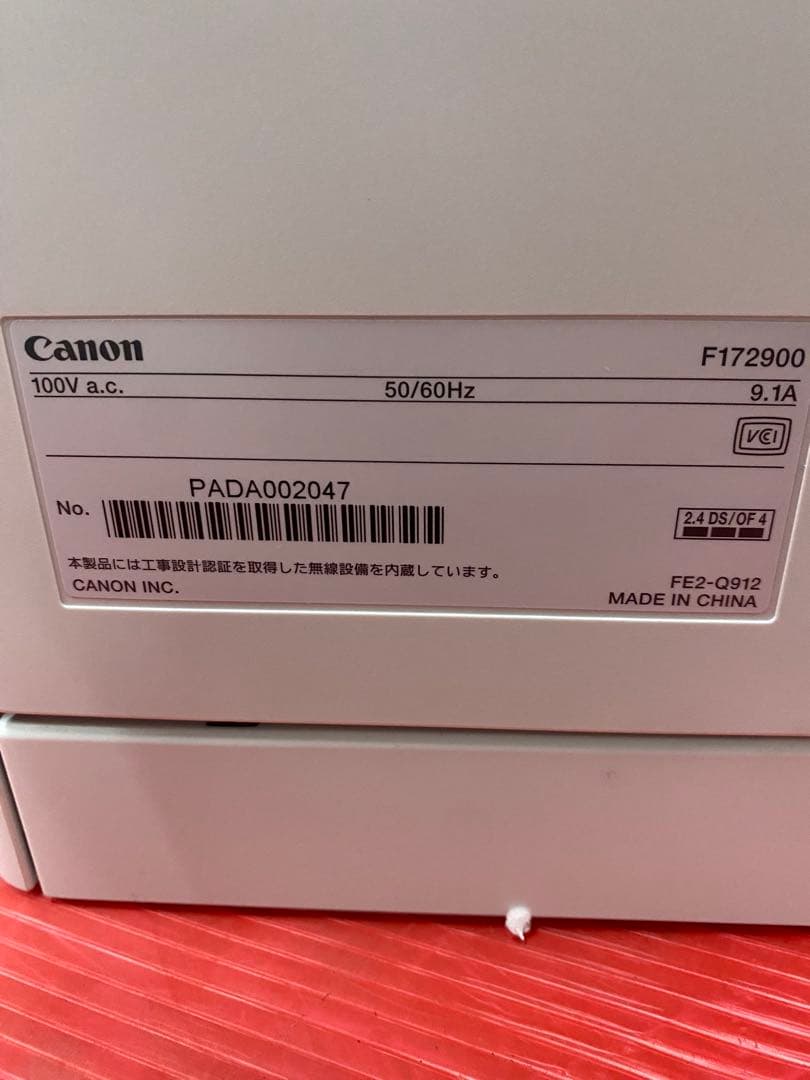 Canon
F172900
100V a.c. 50/60Hz 9.1A
VCI
PADA002047
No.
2.4 DS/OF 4
本製品には工事設計認証を取得した無線設備を内蔵しています。
CANON INC.
FE2-Q912
MADE IN CHINA